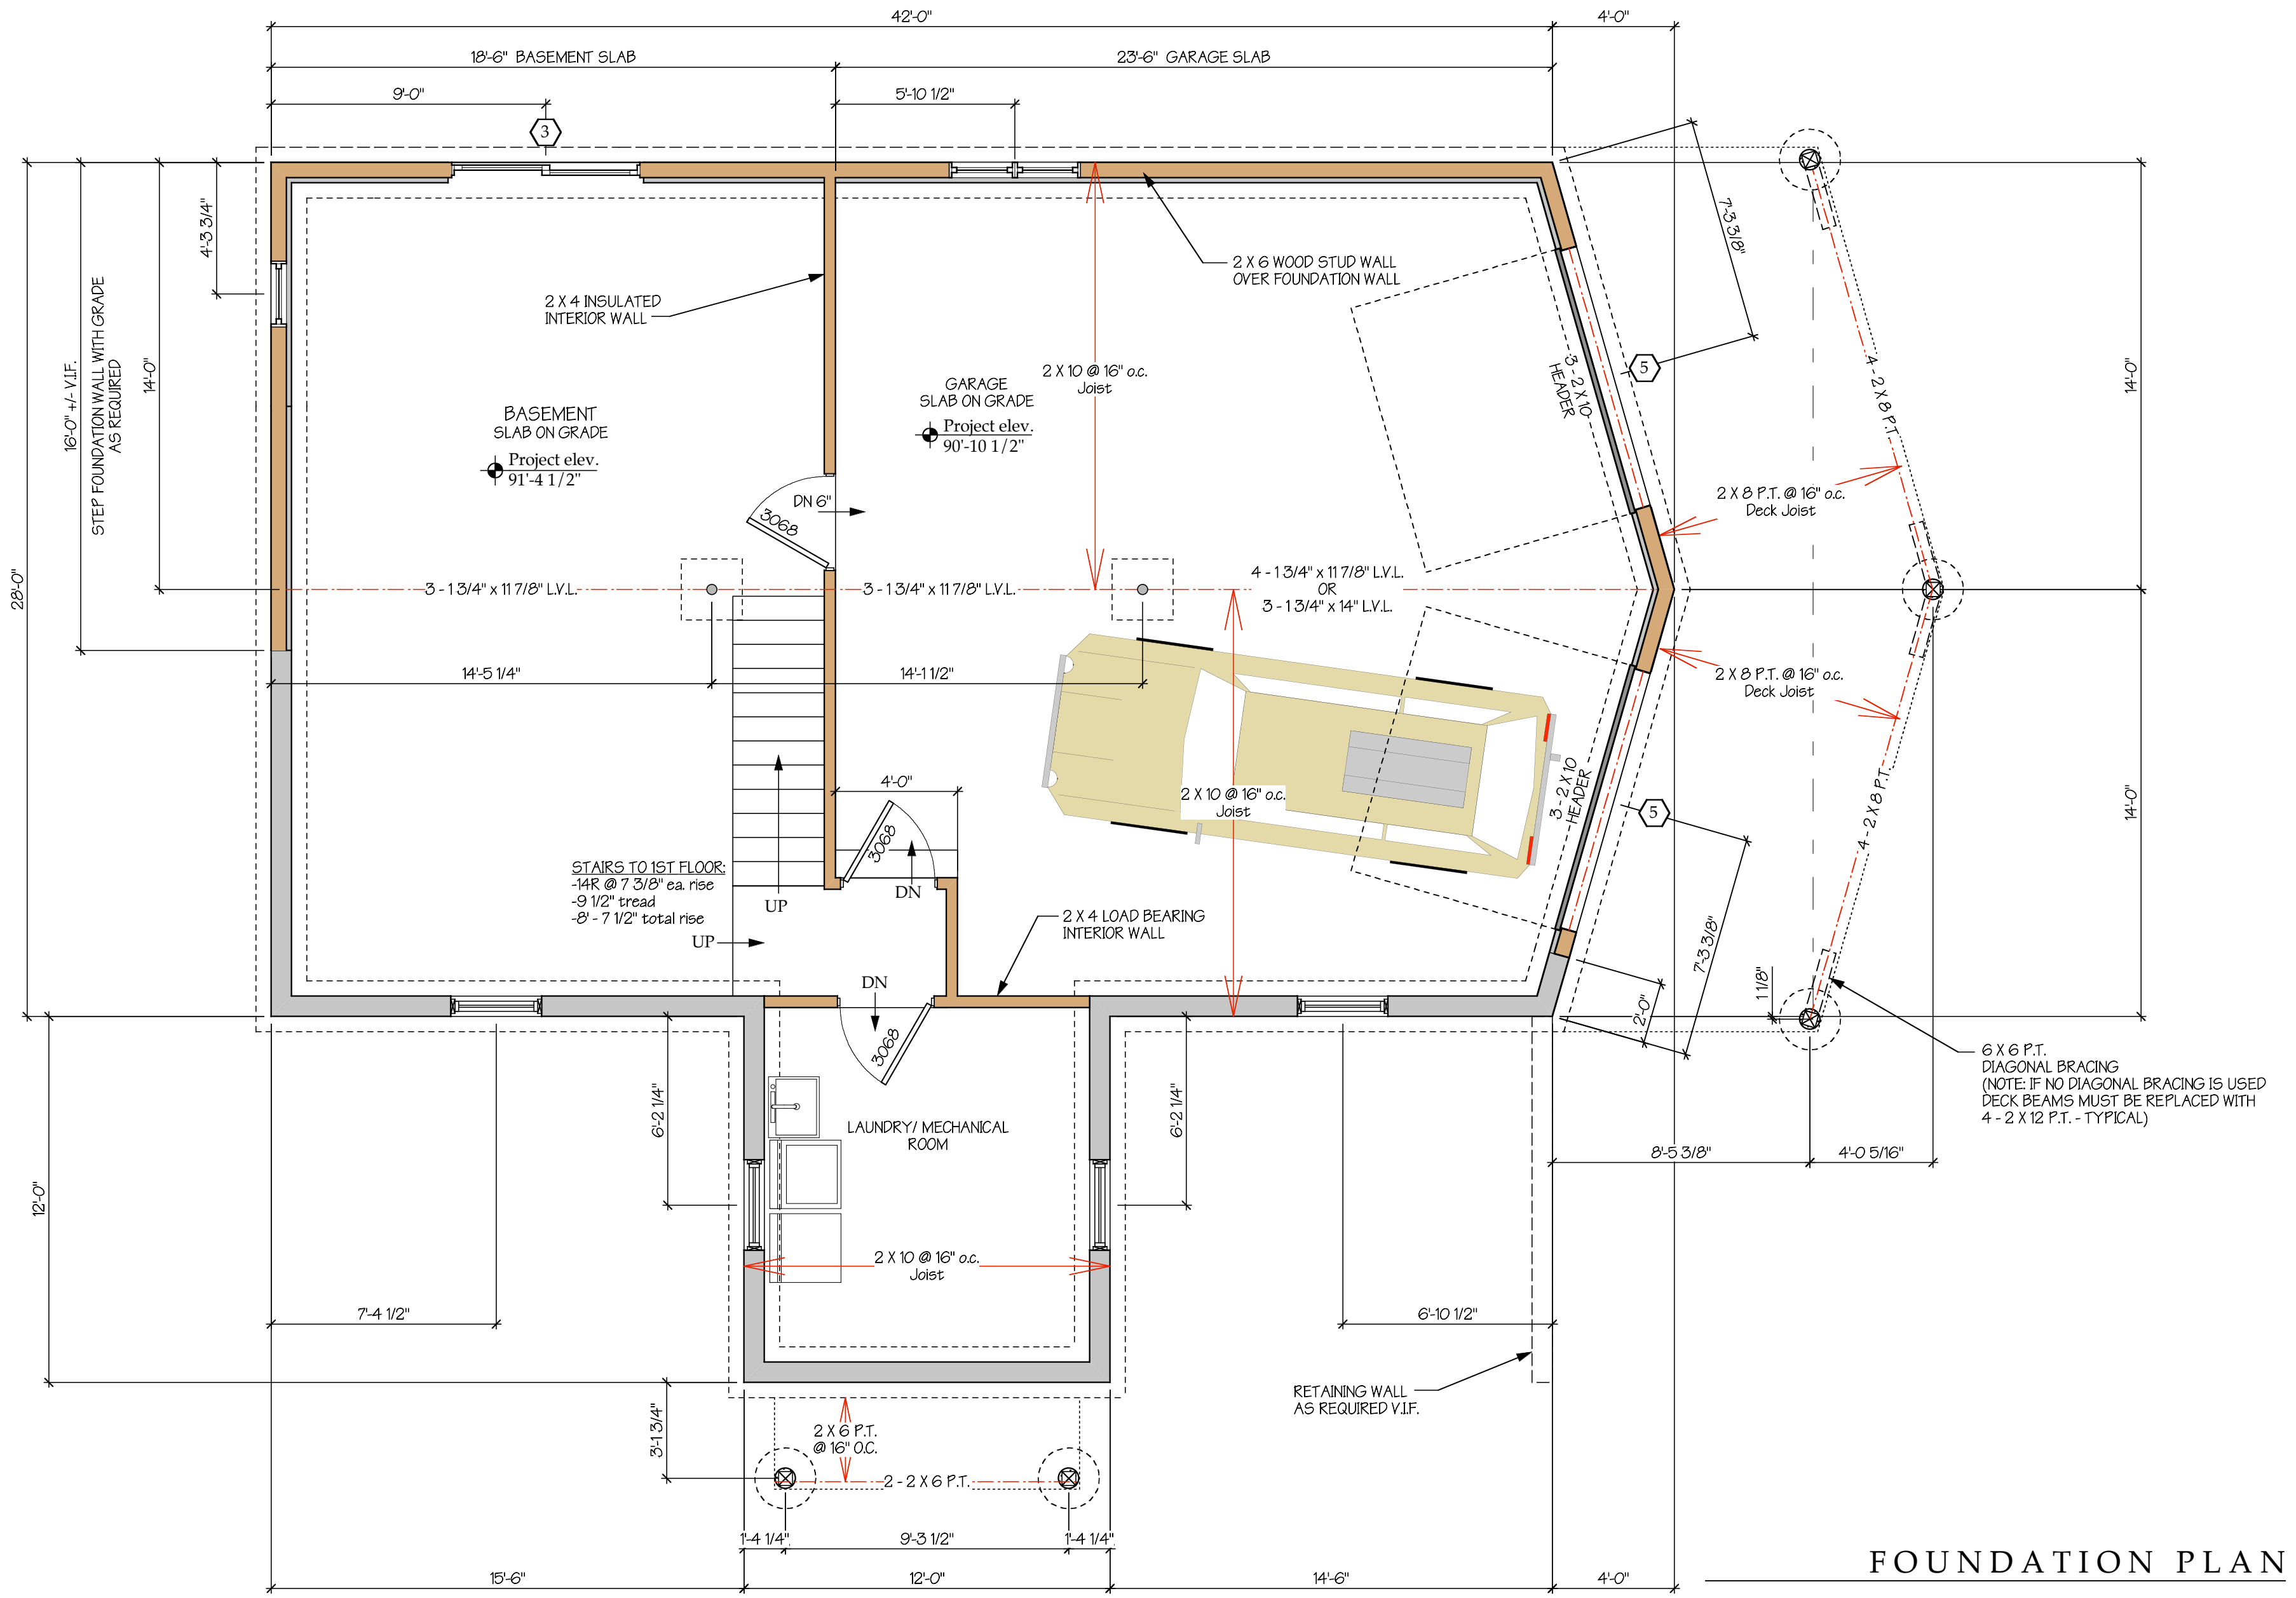 42'-0"
4'-0"
18'-6" BASEMENT SLAB
23'-6" GARAGE SLAB
9'-0"
5'-10 1/2"
3
4'-3 3/4"
7'-3 3/8"
2 X 6 WOOD STUD WALL
OVER FOUNDATION WALL
2 X 4 INSULATED
INTERIOR WALL
28'-0"
16'-0" +/- V.I.F.
STEP FOUNDATION WALL WITH GRADE
AS REQUIRED
14'-0"
2 X 10 @ 16" o.c.
Joist
GARAGE
SLAB ON GRADE
Project elev.
90'-10 1/2"
BASEMENT
SLAB ON GRADE
Project elev.
91'-4 1/2"
3 - 2 X 10
HEADER
5
4 - 2 X 8 P.T.
14'-0"
DN 6"
3068
2 X 8 P.T. @ 16" o.c.
Deck Joist
3 - 1 3/4" x 11 7/8" L.V.L.
3 - 1 3/4" x 11 7/8" L.V.L.
4 - 1 3/4" x 11 7/8" L.V.L.
OR
3 - 1 3/4" x 14" L.V.L.
14'-5 1/4"
14'-1 1/2"
2 X 8 P.T. @ 16" o.c.
Deck Joist
4'-0"
2 X 10 @ 16" o.c.
Joist
3 - 2 X 10
HEADER
5
4 - 2 X 8 P.T.
14'-0"
3068
STAIRS TO 1ST FLOOR:
-14R @ 7 3/8" ea. rise
-9 1/2" tread
-8' - 7 1/2" total rise
UP
DN
UP
2 X 4 LOAD BEARING
INTERIOR WALL
7'-3 3/8"
2'-0"
1 1/8"
DN
3068
6 X 6 P.T.
DIAGONAL BRACING
(NOTE: IF NO DIAGONAL BRACING IS USED
DECK BEAMS MUST BE REPLACED WITH
4 - 2 X 12 P.T. - TYPICAL)
6'-2 1/4"
LAUNDRY/ MECHANICAL
ROOM
6'-2 1/4"
8'-5 3/8"
4'-0 5/16"
12'-0"
2 X 10 @ 16" o.c.
Joist
7'-4 1/2"
6'-10 1/2"
RETAINING WALL
AS REQUIRED V.I.F.
3'-1 3/4"
2 X 6 P.T.
@ 16" O.C.
2 - 2 X 6 P.T.
1'-4 1/4"
9'-3 1/2"
1'-4 1/4"
15'-6"
12'-0"
14'-6"
4'-0"
FOUNDATION PLAN